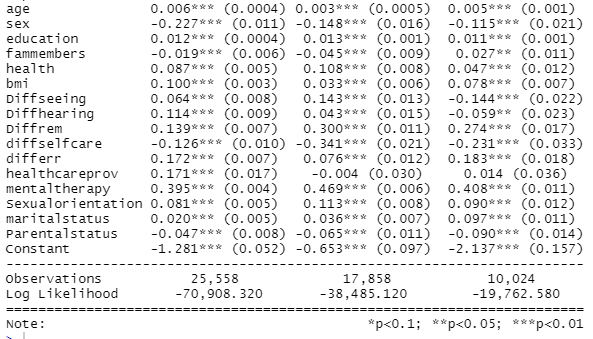 age 0.006*** (0.0004) 0.003*** (0.0005) 0.005*** (0.001)
sex -0.227*** (0.011) -0.148*** (0.016) -0.115*** (0.021)
education 0.012*** (0.0004) 0.013*** (0.001) 0.011*** (0.001)
fammembers -0.019*** (0.006) -0.045*** (0.009) 0.027** (0.011)
health 0.087*** (0.005) 0.108*** (0.008) 0.047*** (0.012)
bmi 0.100*** (0.003) 0.033*** (0.006) 0.078*** (0.007)
Diffseeing 0.064*** (0.008) 0.143*** (0.013) -0.144*** (0.022)
Diffhearing 0.114*** (0.009) 0.043*** (0.015) -0.059** (0.023)
Diffrem 0.139*** (0.007) 0.300*** (0.011) 0.274*** (0.017)
diffselfcare -0.126*** (0.010) -0.341*** (0.021) -0.231*** (0.033)
differr 0.172*** (0.007) 0.076*** (0.012) 0.183*** (0.018)
healthcareprov 0.171*** (0.017) -0.004 (0.030) 0.014 (0.036)
mentaltherapy 0.395*** (0.004) 0.469*** (0.006) 0.408*** (0.011)
Sexualorientation 0.081*** (0.005) 0.113*** (0.008) 0.090*** (0.012)
maritalstatus 0.020*** (0.005) 0.036*** (0.007) 0.097*** (0.011)
Parentalstatus -0.047*** (0.008) -0.065*** (0.011) -0.090*** (0.014)
Constant -1.281*** (0.052) -0.653*** (0.097) -2.137*** (0.157)
Observations 25,558 17,858 10,024
Log Likelihood -70,908.320 -38,485.120 -19,762.580
Note: *p<0.1; **p<0.05; ***p<0.01
>